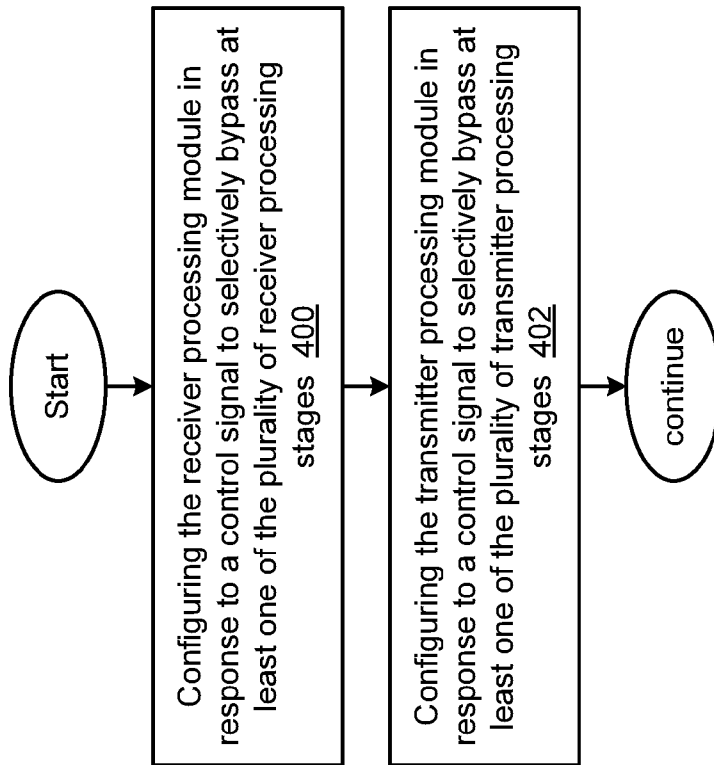 Start
Configuring the receiver processing module in
response to a control signal to selectively bypass at
least one of the plurality of receiver processing
stages 400
Configuring the transmitter processing module in
response to a control signal to selectively bypass at
least one of the plurality of transmitter processing
stages 402
continue